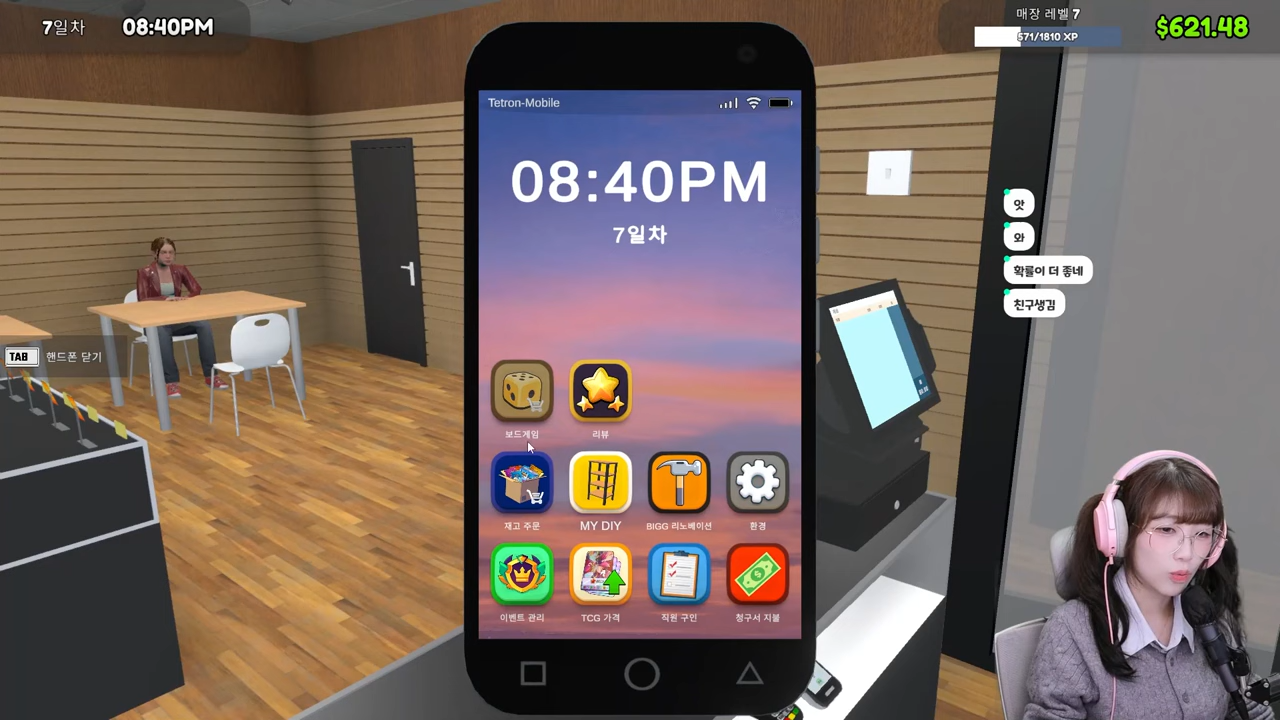 7일차 08:40PM
매장 레벨 7
571/1810 XP
$621.48
Tetron-Mobile
08:40PM
7일차
앗
와
확률이 더 좋네
친구생김
TAB 핸드폰 닫기
보드게임 리뷰
재고 주문 MY DIY BIGG 리노베이션 환경
이벤트 관리 TCG 가격 직원 구인 청구서 지불